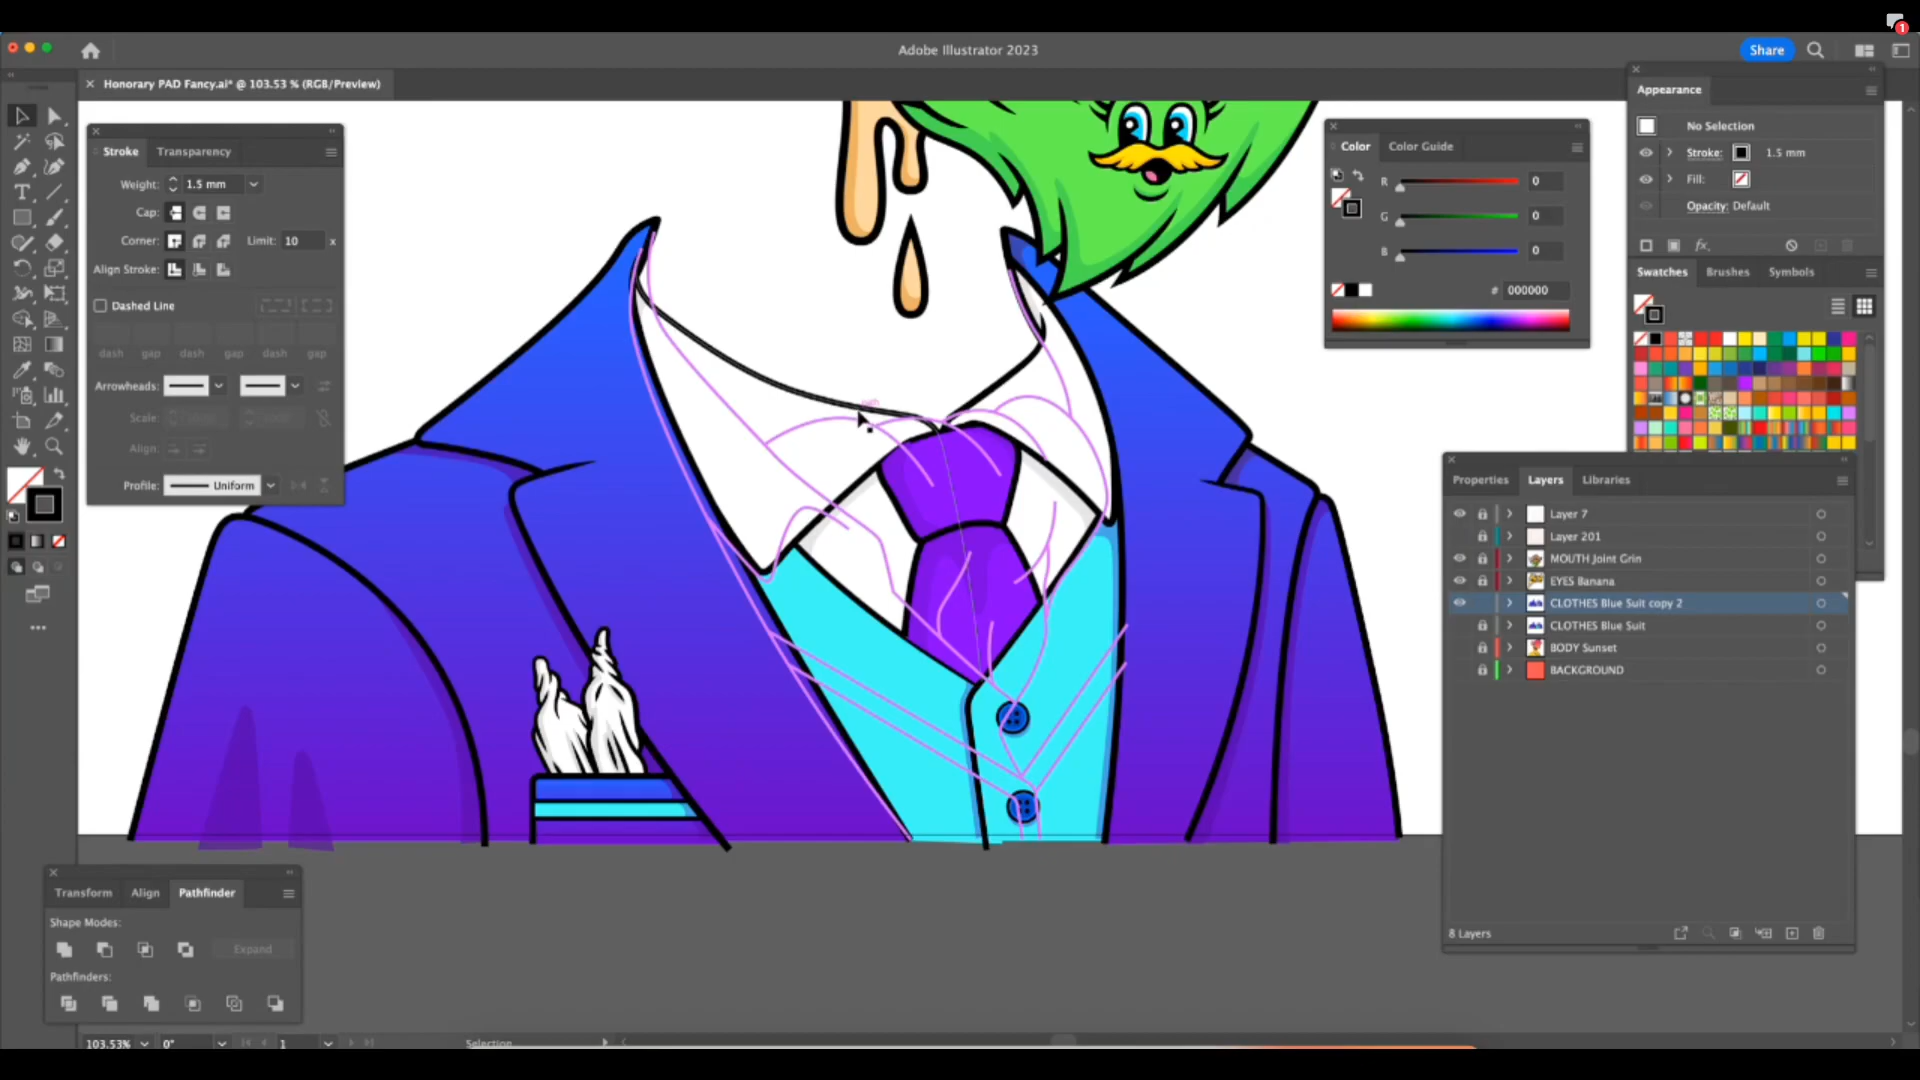 1
Adobe Illustrator 2023
Share
Honorary PAD Fancy.ai* @ 103.53 % (RGB/Preview)
Stroke
Transparency
Weight:
1.5 mm
Cap:
Corner:
Limit:
10
x
Align Stroke:
Dashed Line
dash
gap
dash
gap
dash
gap
Arrowheads:
Scale:
Align:
Profile:
Uniform
path
Color
Color Guide
R
0
G
0
B
0
#
000000
Appearance
No Selection
Stroke:
1.5 mm
Fill:
Opacity: Default
fx
Swatches
Brushes
Symbols
Properties
Layers
Libraries
Layer 7
Layer 201
MOUTH Joint Grin
EYES Banana
CLOTHES Blue Suit copy 2
CLOTHES Blue Suit
BODY Sunset
BACKGROUND
8 Layers
Transform
Align
Pathfinder
Shape Modes:
Expand
Pathfinders:
103.53%
0°
1
Selection